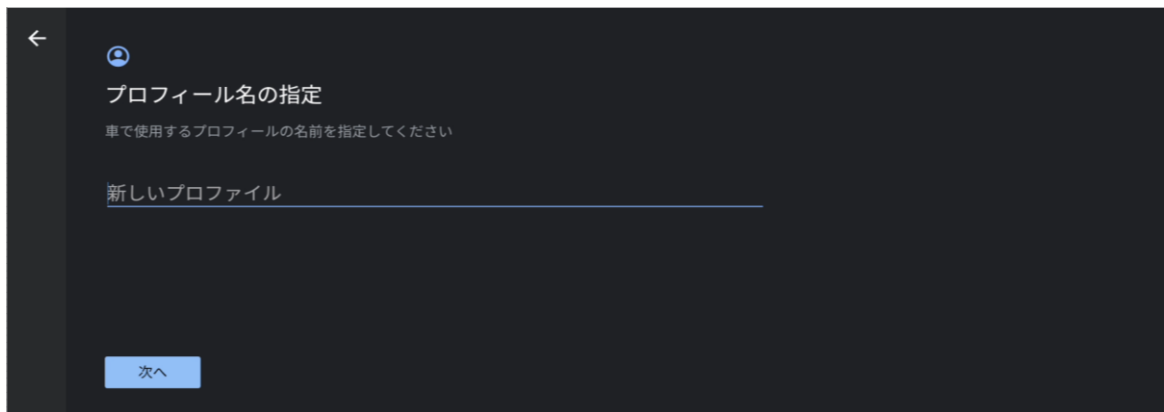 プロフィール名の指定
車で使用するプロフィールの名前を指定してください
新しいプロファイル
次へ